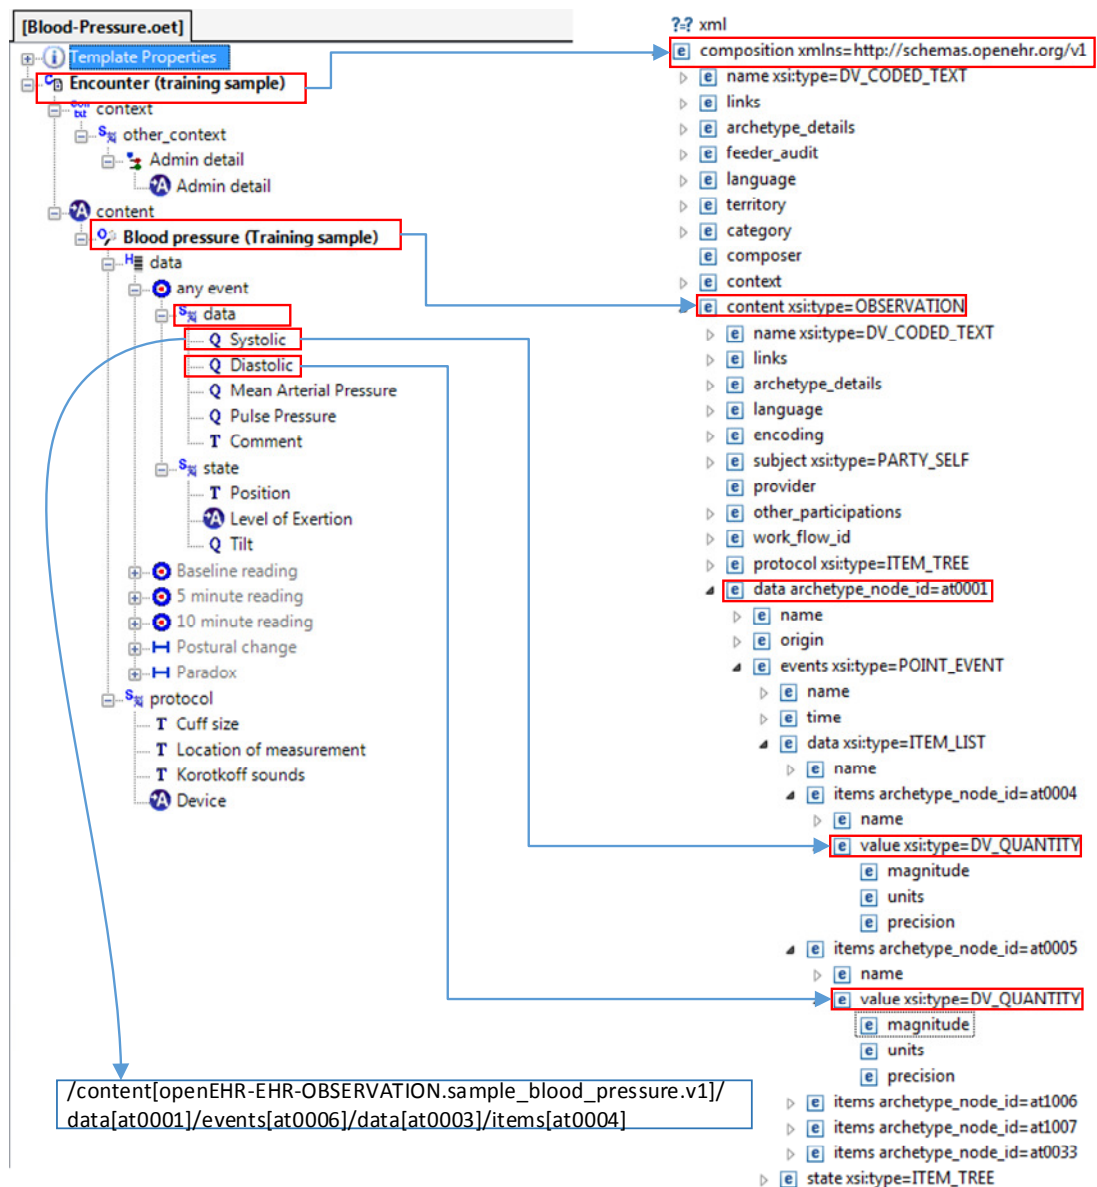 [Blood-Pressure.oet]
Template Properties
Encounter (training sample)
context
other_context
Admin detail
Admin detail
content
Blood pressure (Training sample)
data
any event
data
Q Systolic
Q Diastolic
Q Mean Arterial Pressure
Q Pulse Pressure
T Comment
state
T Position
Level of Exertion
Q Tilt
Baseline reading
5 minute reading
10 minute reading
Postural change
Paradox
protocol
T Cuff size
T Location of measurement
T Korotkoff sounds
Device
/content[openEHR-EHR-OBSERVATION.sample_blood_pressure.v1]/
data[at0001]/events[at0006]/data[at0003]/items[at0004]
?=? xml
e composition xmlns=http://schemas.openehr.org/v1
e name xsi:type=DV_CODED_TEXT
e links
e archetype_details
e feeder_audit
e language
e territory
e category
e composer
e context
e content xsi:type=OBSERVATION
e name xsi:type=DV_CODED_TEXT
e links
e archetype_details
e language
e encoding
e subject xsi:type=PARTY_SELF
e provider
e other_participations
e work_flow_id
e protocol xsi:type=ITEM_TREE
e data archetype_node_id=at0001
e name
e origin
e events xsi:type=POINT_EVENT
e name
e time
e data xsi:type=ITEM_LIST
e name
e items archetype_node_id=at0004
e name
e value xsi:type=DV_QUANTITY
e magnitude
e units
e precision
e items archetype_node_id=at0005
e name
e value xsi:type=DV_QUANTITY
e magnitude
e units
e precision
e items archetype_node_id=at1006
e items archetype_node_id=at1007
e items archetype_node_id=at0033
e state xsi:type=ITEM_TREE